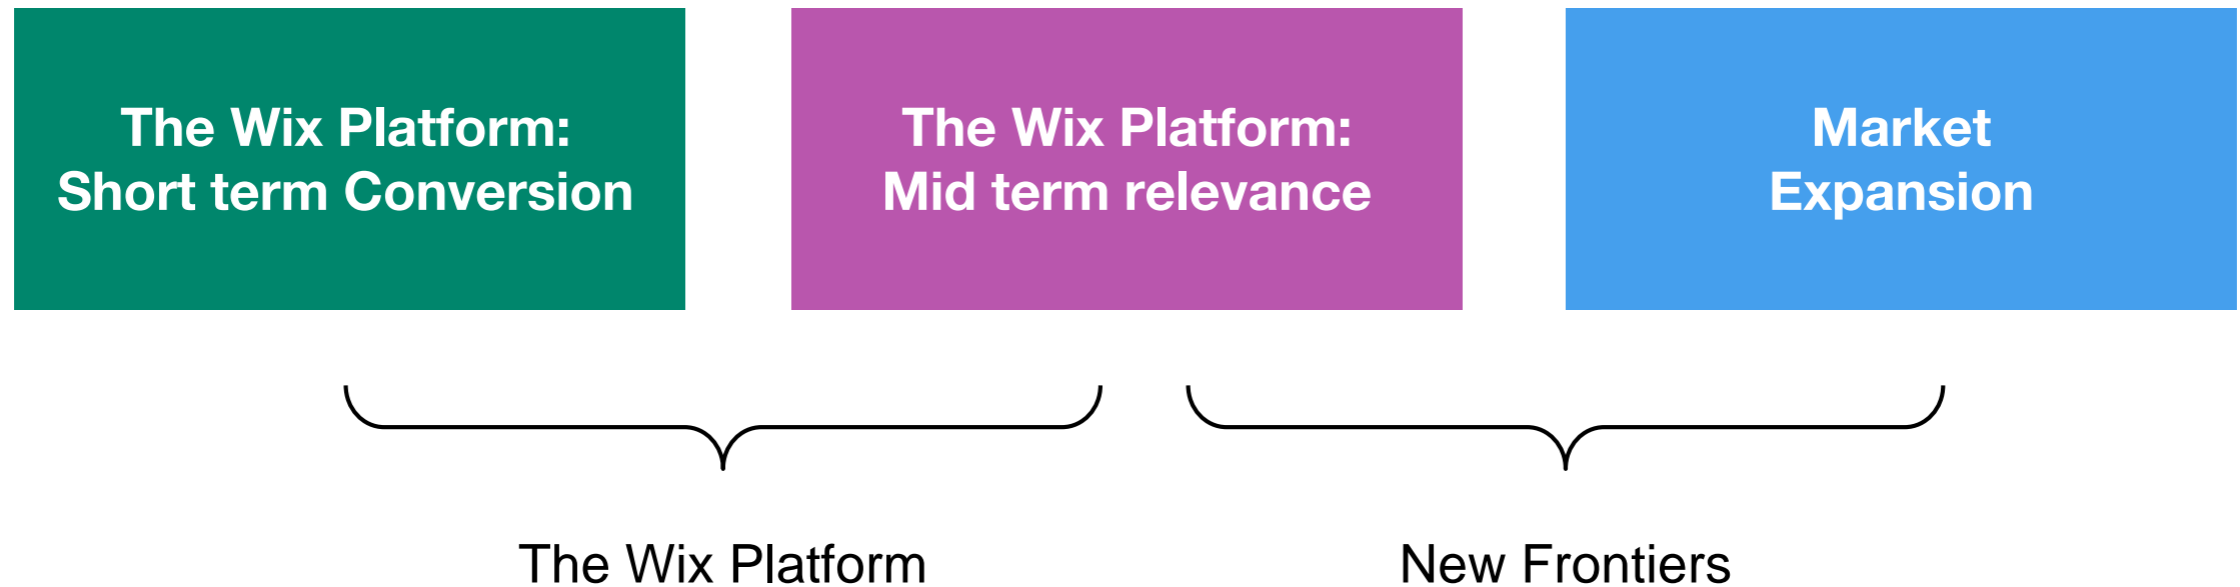 The Wix Platform:
Short term Conversion
The Wix Platform:
Mid term relevance
Market
Expansion
The Wix Platform
New Frontiers